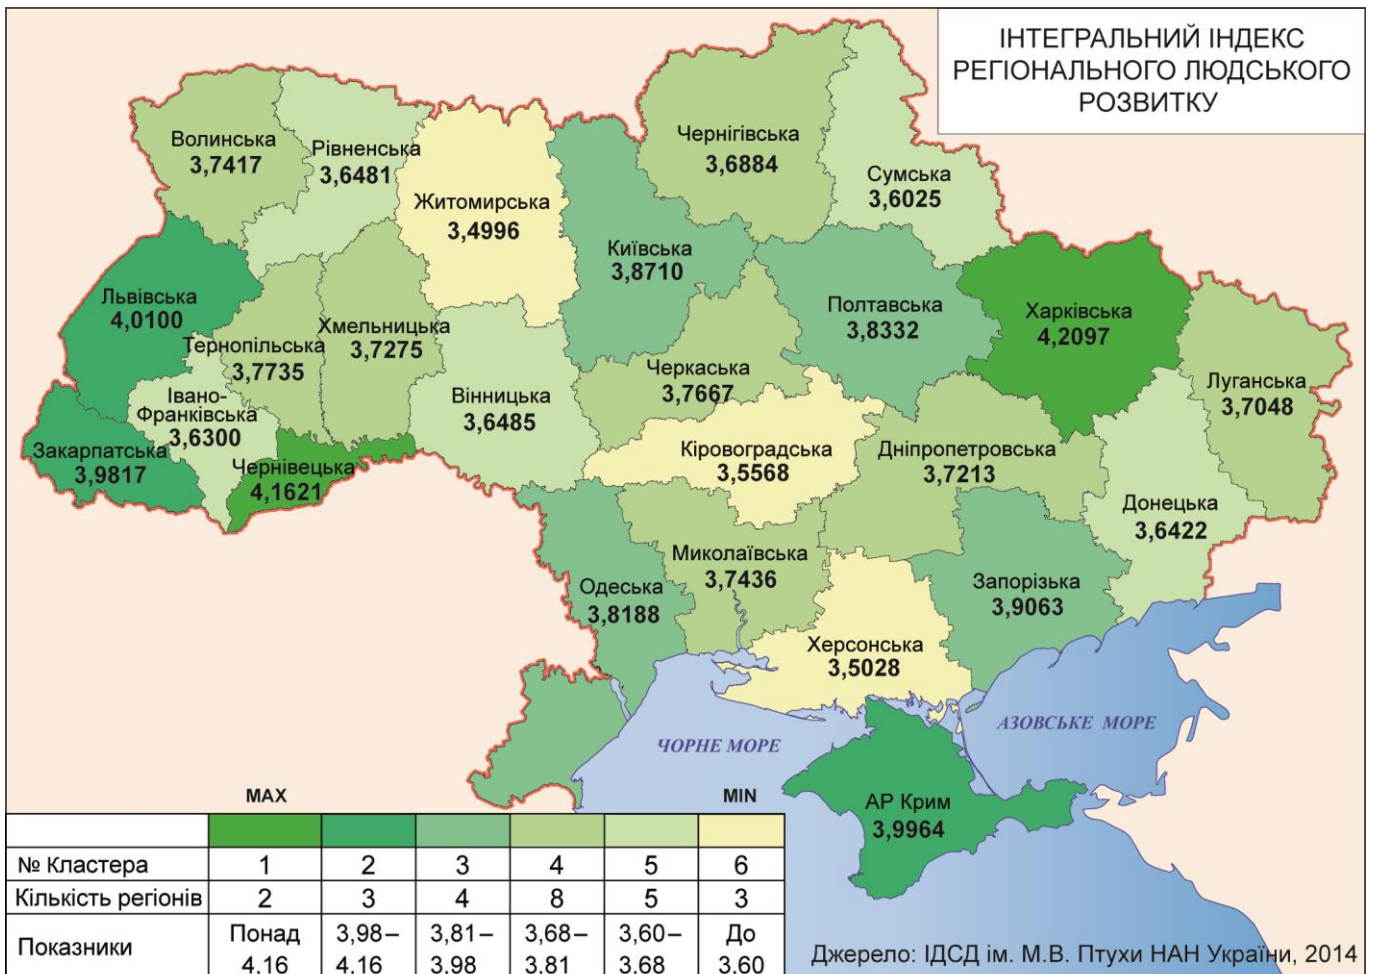 ІНТЕГРАЛЬНИЙ ІНДЕКС
РЕГІОНАЛЬНОГО ЛЮДСЬКОГО
РОЗВИТКУ
Волинська
3,7417
Рівненська
3,6481
Житомирська
3,4996
Чернігівська
3,6884
Сумська
3,6025
Київська
3,8710
Львівська
4,0100
Тернопільська
3,7735
Хмельницька
3,7275
Полтавська
3,8332
Харківська
4,2097
Луганська
3,7048
Черкаська
3,7667
Вінницька
3,6485
Івано-
Франківська
3,6300
Закарпатська
3,9817
Чернівецька
4,1621
Кіровоградська
3,5568
Дніпропетровська
3,7213
Донецька
3,6422
Миколаївська
3,7436
Одеська
3,8188
Запорізька
3,9063
Херсонська
3,5028
ЧОРНЕ МОРЕ
АЗОВСЬКЕ МОРЕ
АР Крим
3,9964
MAX MIN
№ Кластера 1 2 3 4 5 6
Кількість регіонів 2 3 4 8 5 3
Показники Понад 3,98– 3,81– 3,68– 3,60– До
4,16 4,16 3,98 3,81 3,68 3,60
Джерело: ІДСД ім. М.В. Птухи НАН України, 2014